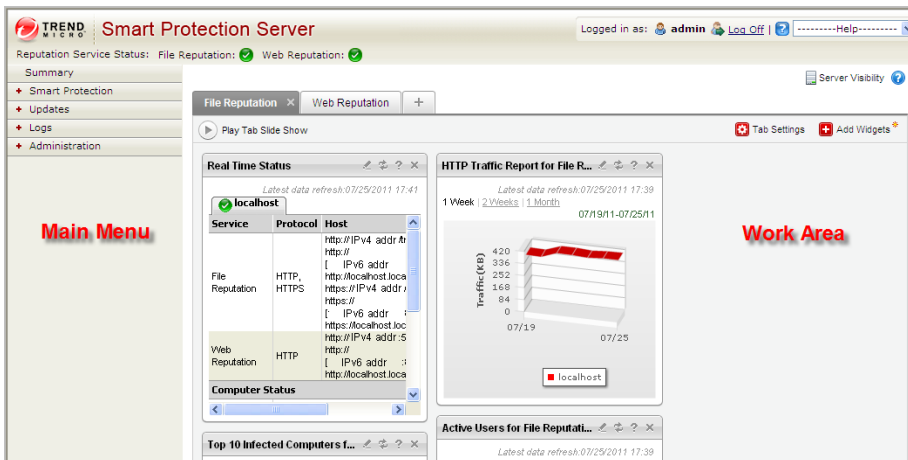 TREND MICRO Smart Protection Server
Logged in as: admin Log Off | ---------Help---------
Reputation Service Status: File Reputation: Web Reputation:
Summary
Smart Protection
Updates
Logs
Administration
Main Menu
Server Visibility
File Reputation × Web Reputation +
Play Tab Slide Show
Tab Settings Add Widgets
Real Time Status
Latest data refresh:07/25/2011 17:41
localhost
Service Protocol Host
File Reputation
HTTP, HTTPS
http://IPv4 addr
http://
[ IPv6 addr
http://localhost.loca
https://IPv4 addr
https://
[ IPv6 addr
https://localhost.loc
Web Reputation
HTTP
http://IPv4 addr :5
http://
[ IPv6 addr
http://localhost.loca
Computer Status
Top 10 Infected Computers f...
HTTP Traffic Report for File R...
Latest data refresh:07/25/2011 17:39
1 Week | 2 Weeks | 1 Month
07/19/11-07/25/11
Traffic(KB)
420
336
252
168
84
0
07/19
07/25
localhost
Active Users for File Reputati...
Latest data refresh:07/25/2011 17:39
Work Area